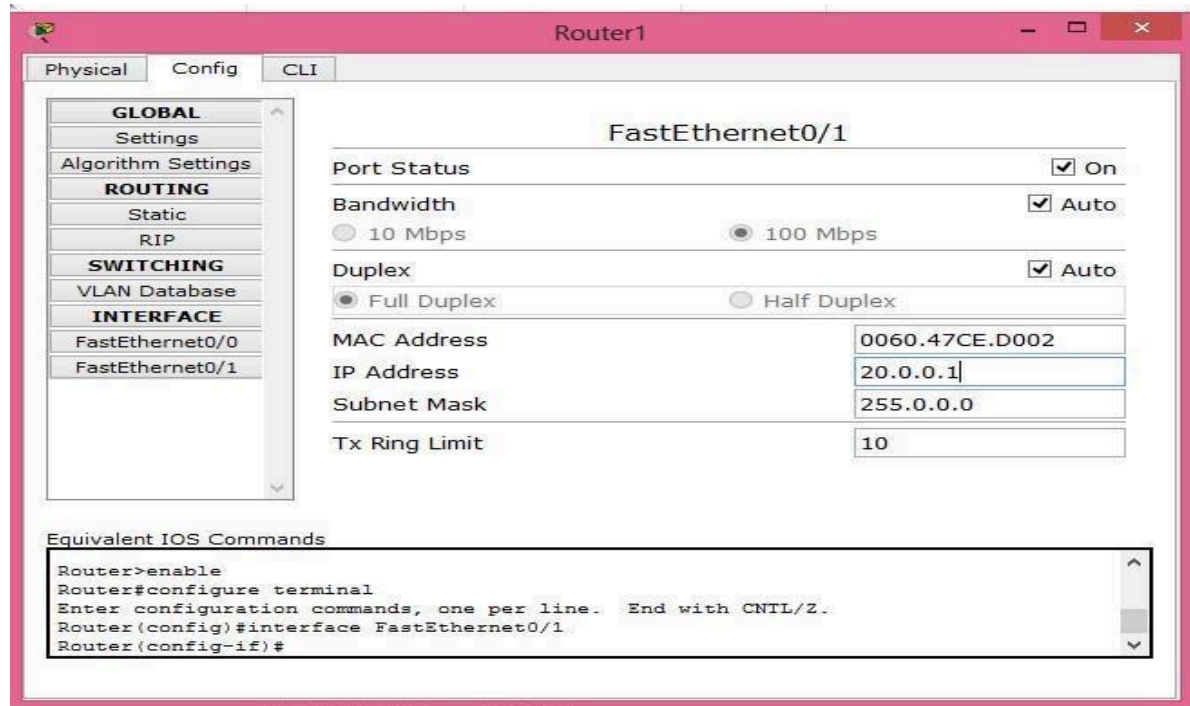 Router1
Physical Config CLI
GLOBAL
Settings
Algorithm Settings
ROUTING
Static
RIP
SWITCHING
VLAN Database
INTERFACE
FastEthernet0/0
FastEthernet0/1
FastEthernet0/1
Port Status On
Bandwidth Auto
10 Mbps 100 Mbps
Duplex Auto
Full Duplex Half Duplex
MAC Address 0060.47CE.D002
IP Address 20.0.0.1
Subnet Mask 255.0.0.0
Tx Ring Limit 10
Equivalent IOS Commands
Router>enable
Router#configure terminal
Enter configuration commands, one per line. End with CNTL/Z.
Router(config)#interface FastEthernet0/1
Router(config-if)#